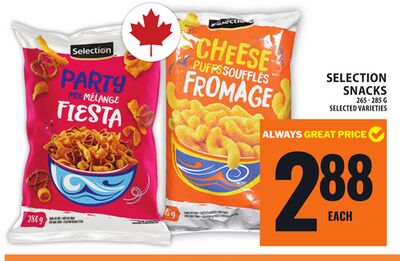 Selection
PARTY
MIX MÉLANGE
FIESTA
280 g
Selection
CHEESE
PUFFS SOUFFLÉS
FROMAGE
SELECTION
SNACKS
265 - 285 G
SELECTED VARIETIES
ALWAYS GREAT PRICE
2 88
EACH